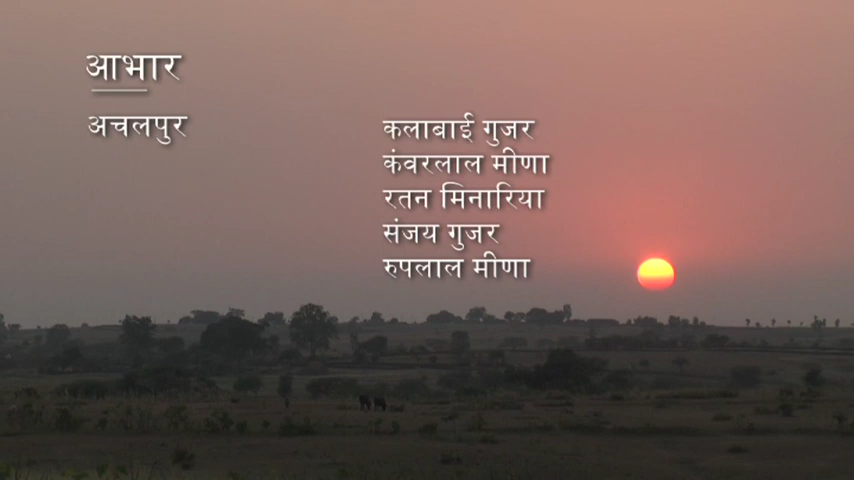 आभार
अचलपुर
कलाबाई गुजर
कंवरलाल मीणा
रतन मिनारिया
संजय गुजर
रुपलाल मीणा